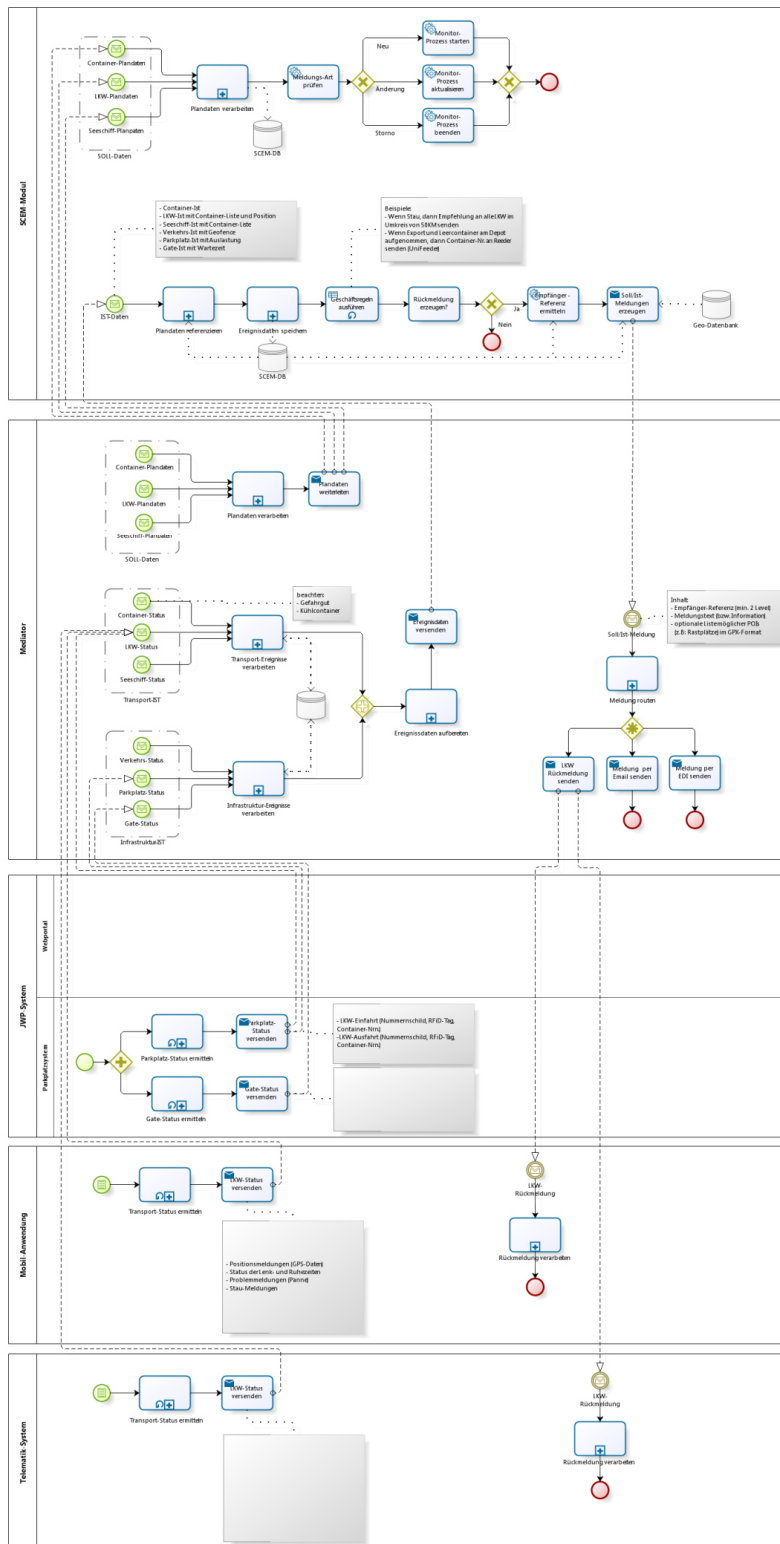 SCEM-Modul
Container-Plandaten
LKW-Plandaten
Seeschiff-Plandaten
SOLL-Daten
Plandaten verarbeiten
SCEM-DB
Meldungs-Art
prüfen
Neu
Änderung
Storno
Monitor-
Prozess starten
Monitor-
Prozess
aktualisieren
Monitor-
Prozess
beenden
- Container-Ist
- LKW-Ist mit Container-Liste und Position
- Seeschiff-Ist mit Container-Liste
- Verkehrs-Ist mit Geofence
- Parkplatz-Ist mit Auslastung
- Gate-Ist mit Wartezeit
Beispiele:
- Wenn Stau, dann Empfehlung an alle LKW im
Umkreis von 50KM senden
- Wenn Export und Leercontainer am Depot
aufgenommen, dann Container-Nr. an Reeder
senden (UniFeeder)
IST-Daten
Plandaten referenzieren
Ereignisdaten speichern
SCEM-DB
Geschäftsregeln
ausführen
Rückmeldung
erzeugen?
Ja
Nein
Empfänger-
Referenz
ermitteln
Soll/Ist-
Meldungen
erzeugen
Geo-Datenbank
Mediator
Container-Plandaten
LKW-Plandaten
Seeschiff-Plandaten
SOLL-Daten
Plandaten verarbeiten
Plandaten
weiterleiten
beachten:
- Gefahrgut
- Kühlcontainer
Container-Status
LKW-Status
Seeschiff-Status
Transport-IST
Transport-Ereignisse
verarbeiten
Ereignisdaten
versenden
Ereignissdaten aufbereiten
Verkehrs-Status
Parkplatz-Status
Gate-Status
Infrastruktur-IST
Infrastruktur-Ereignisse
verarbeiten
Inhalt:
- Empfänger-Referenz (min. 2 Level)
- Meldungstext (bzw. Information)
- optionale Liste möglicher POIs
(z.B: Rastplätze) im GPX-Format
Soll/Ist-Meldung
Meldung routen
LKW
Rückmeldung
senden
Meldung per
Email senden
Meldung per
EDI senden
JWP-System
Webportal
Parkplatzsystem
Parkplatz-Status ermitteln
Parkplatz-
Status
versenden
- LKW-Einfahrt (Nummernschild, RFiD-Tag,
Container-Nrn.)
-LKW-Ausfahrt (Nummernschild, RFiD-Tag,
Container-Nrn.)
Gate-Status ermitteln
Gate-Status
versenden
Mobil-Anwendung
Transport-Status ermitteln
LKW-Status
versenden
- Positionsmeldungen (GPS-Daten)
- Status der Lenk- und Ruhezeiten
- Problemmeldungen (Panne)
- Stau-Meldungen
LKW-
Rückmeldung
Rückmeldung verarbeten
Telematik-System
Transport-Status ermitteln
LKW-Status
versenden
LKW-
Rückmeldung
Rückmeldung verarbeiten